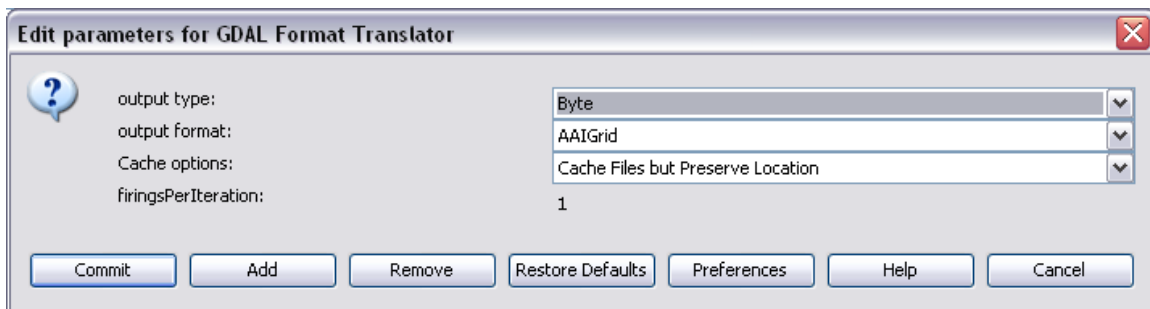 Edit parameters for GDAL Format Translator
output type: Byte
output format: AAIGrid
Cache options: Cache Files but Preserve Location
firingsPerIteration: 1
Commit Add Remove Restore Defaults Preferences Help Cancel